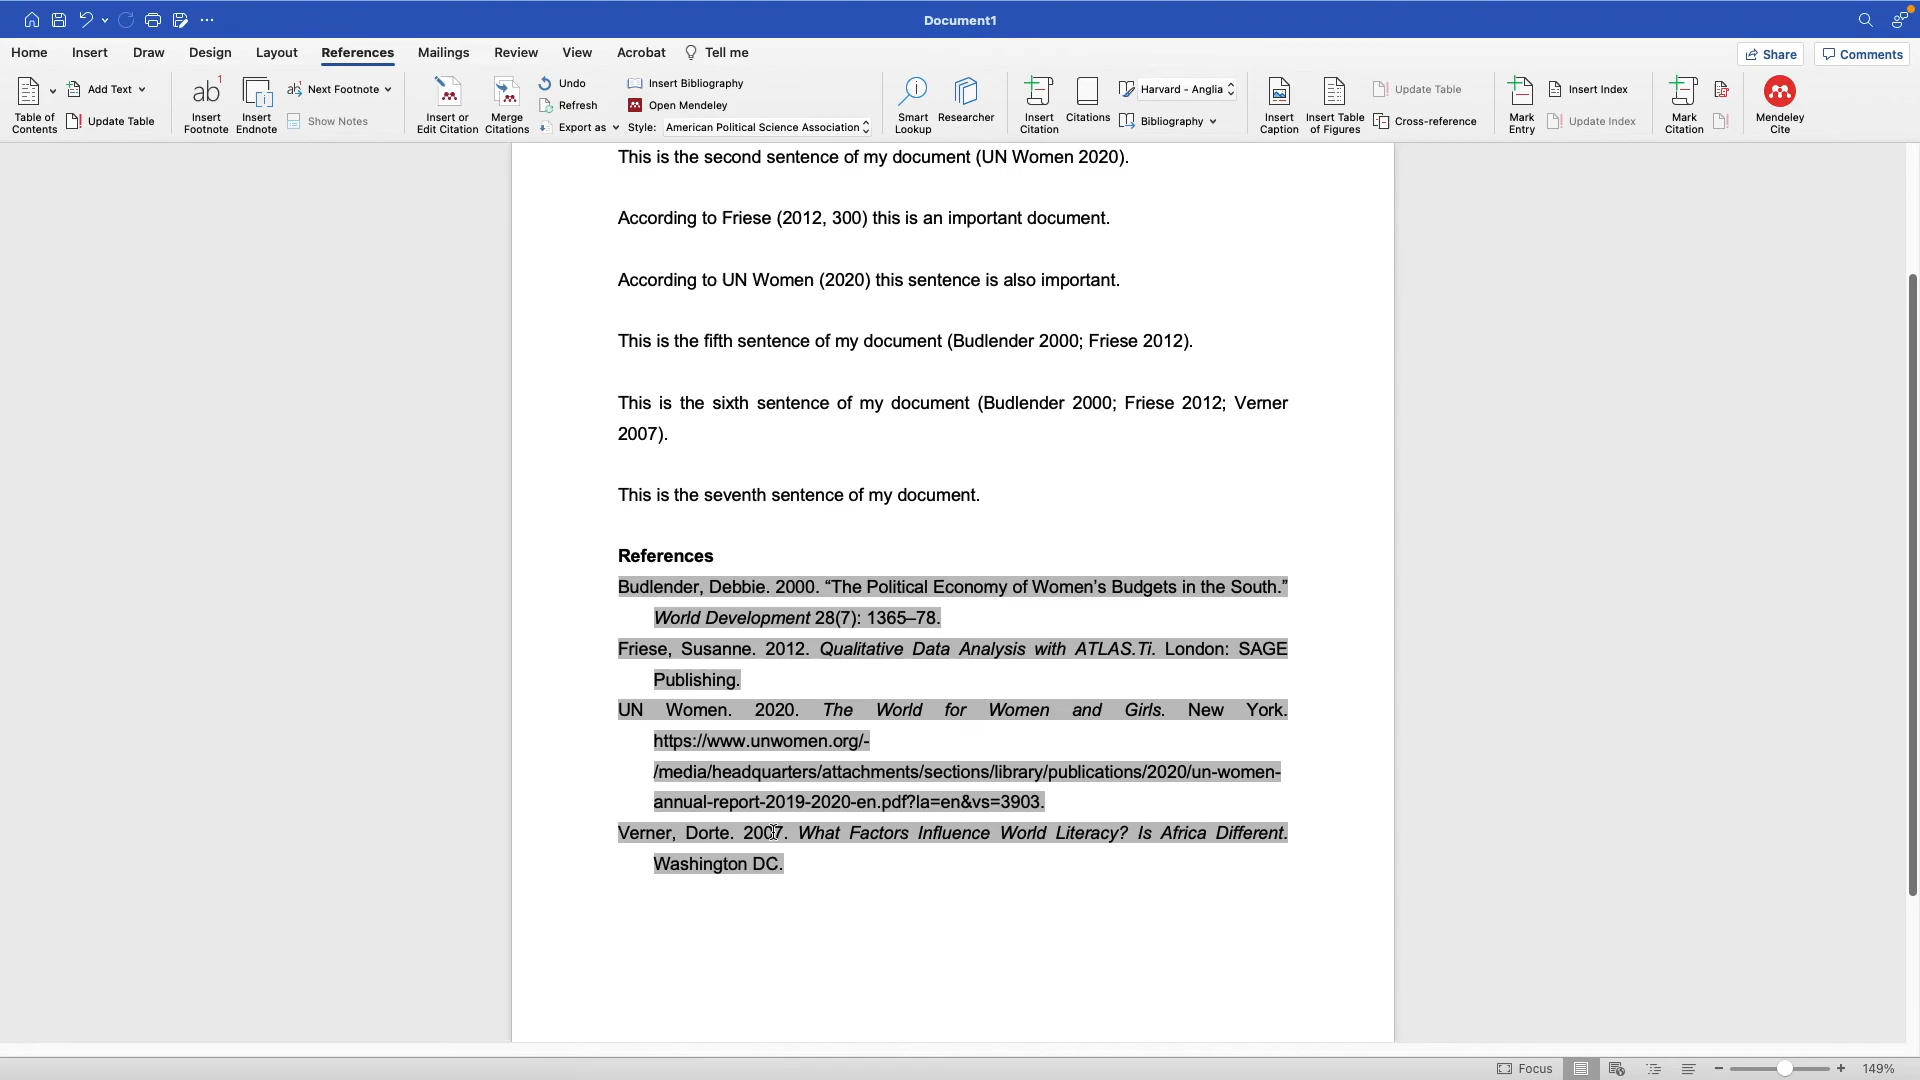 Document1
Home Insert Draw Design Layout References Mailings Review View Acrobat Tell me Share Comments
Table of Contents
Add Text
Update Table
ab 1
Insert Footnote
Insert Endnote
ab Next Footnote
Show Notes
Insert or Edit Citation
Merge Citations
Undo
Refresh
Export as
Insert Bibliography
Open Mendeley
Style: American Political Science Association
Smart Lookup
Researcher
Insert Citation
Citations
Harvard - Anglia
Bibliography
Insert Caption
Insert Table of Figures
Update Table
Cross-reference
Mark Entry
Insert Index
Update Index
Mark Citation
Mendeley Cite
This is the second sentence of my document (UN Women 2020).
According to Friese (2012, 300) this is an important document.
According to UN Women (2020) this sentence is also important.
This is the fifth sentence of my document (Budlender 2000; Friese 2012).
This is the sixth sentence of my document (Budlender 2000; Friese 2012; Verner
2007).
This is the seventh sentence of my document.
References
Budlender, Debbie. 2000. “The Political Economy of Women’s Budgets in the South.”
World Development 28(7): 1365–78.
Friese, Susanne. 2012. Qualitative Data Analysis with ATLAS.Ti. London: SAGE
Publishing.
UN Women. 2020. The World for Women and Girls. New York.
https://www.unwomen.org/-
/media/headquarters/attachments/sections/library/publications/2020/un-women-
annual-report-2019-2020-en.pdf?la=en&vs=3903.
Verner, Dorte. 2007. What Factors Influence World Literacy? Is Africa Different.
Washington DC.
Focus 149%